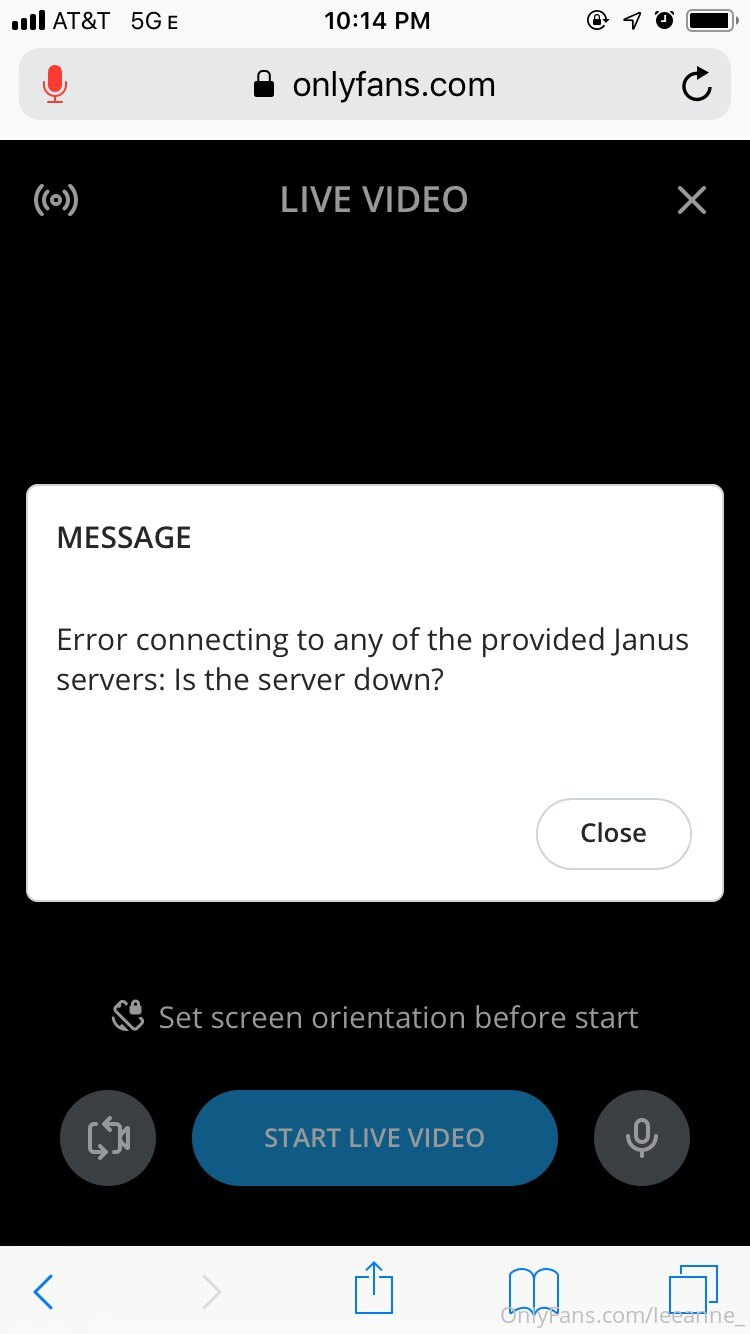 AT&T 5G E 10:14 PM
onlyfans.com
LIVE VIDEO
MESSAGE
Error connecting to any of the provided Janus
servers: Is the server down?
Close
Set screen orientation before start
START LIVE VIDEO
OnlyFans.com/leeanne_